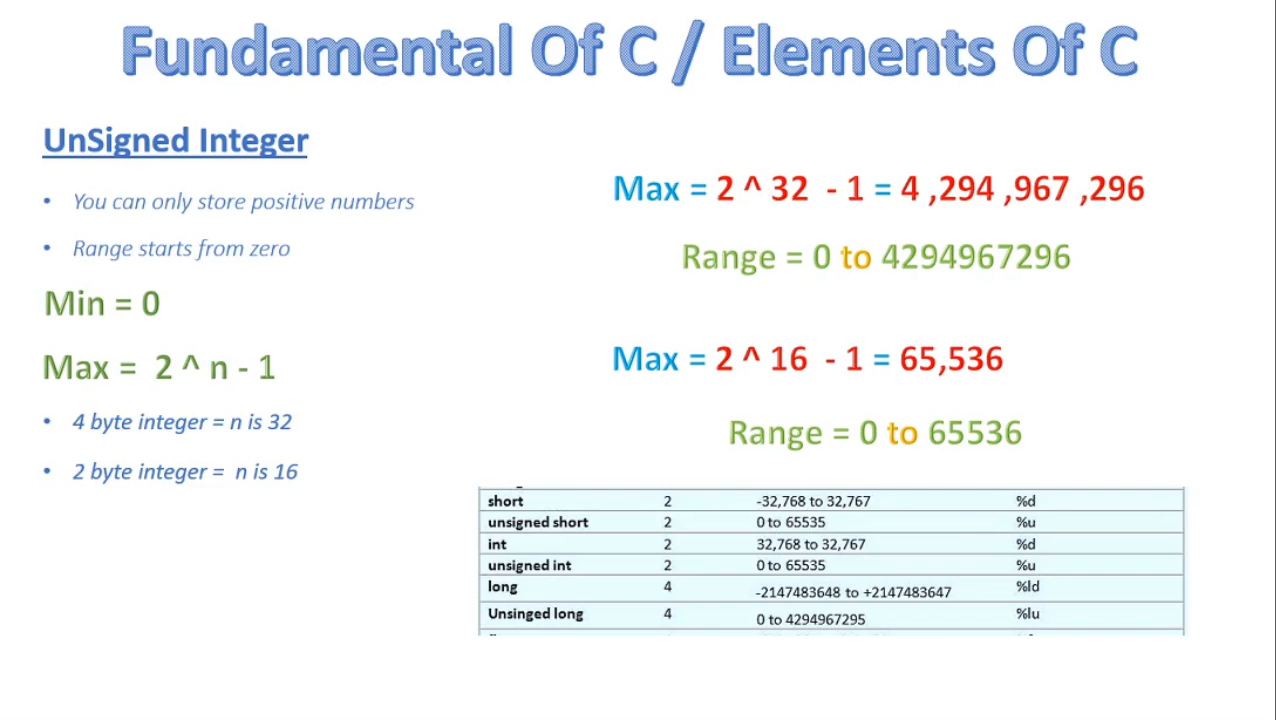 Fundamental Of C / Elements Of C
UnSigned Integer
• You can only store positive numbers
• Range starts from zero
Min = 0
Max = 2 ^ n - 1
• 4 byte integer = n is 32
• 2 byte integer = n is 16
Max = 2 ^ 32 - 1 = 4 ,294 ,967 ,296
Range = 0 to 4294967296
Max = 2 ^ 16 - 1 = 65,536
Range = 0 to 65536
short 2 -32,768 to 32,767 %d
unsigned short 2 0 to 65535 %u
int 2 32,768 to 32,767 %d
unsigned int 2 0 to 65535 %u
long 4 -2147483648 to +2147483647 %ld
Unsinged long 4 0 to 4294967295 %lu